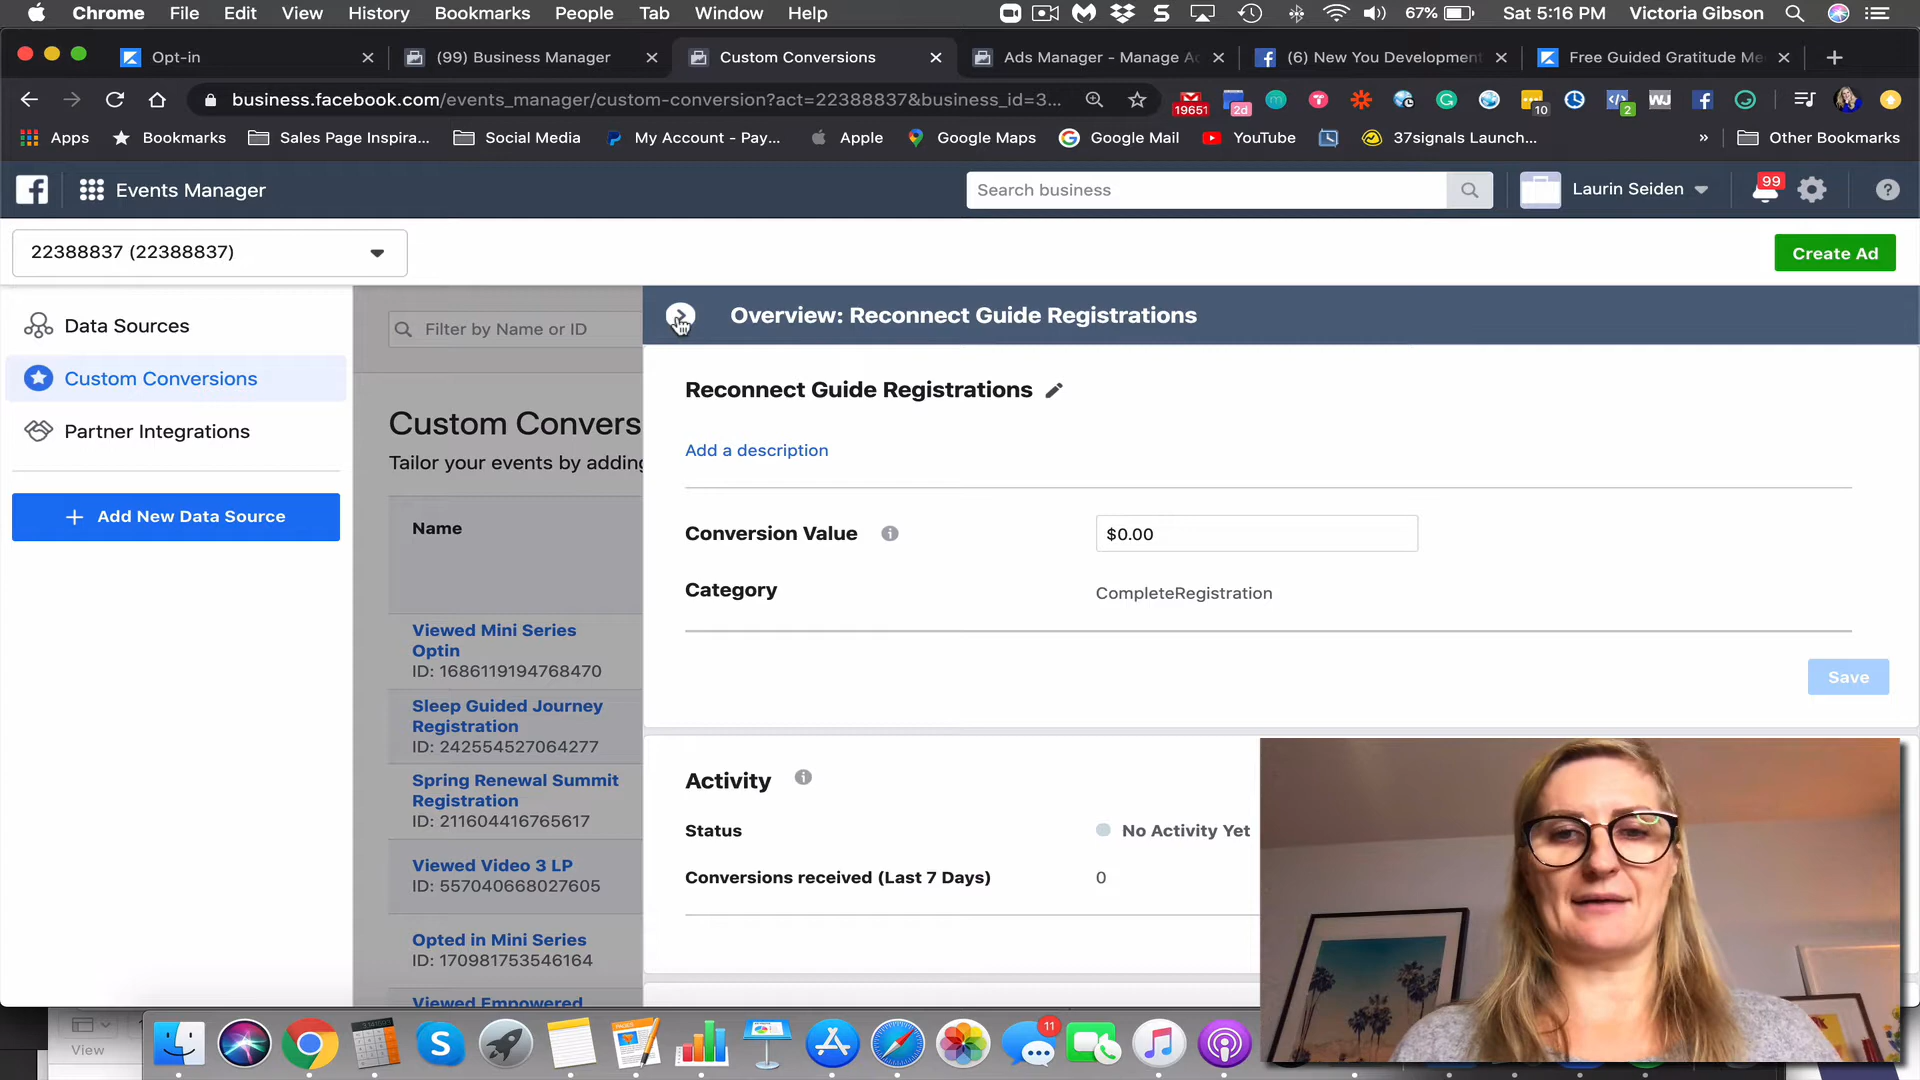 Chrome File Edit View History Bookmarks People Tab Window Help 67% Sat 5:16 PM Victoria Gibson
Opt-in (99) Business Manager Custom Conversions Ads Manager - Manage Ac (6) New You Development Free Guided Gratitude Me
business.facebook.com/events_manager/custom-conversion?act=22388837&business_id=3... 19651 2d 10 2
Apps Bookmarks Sales Page Inspira... Social Media My Account - Pay... Apple Google Maps Google Mail YouTube 37signals Launch... » Other Bookmarks
Events Manager Search business Laurin Seiden 99
22388837 (22388837) Create Ad
Data Sources
Custom Conversions
Partner Integrations
+ Add New Data Source
Filter by Name or ID
Custom Convers
Tailor your events by adding
Name
Viewed Mini Series
Optin
ID: 1686119194768470
Sleep Guided Journey
Registration
ID: 242554527064277
Spring Renewal Summit
Registration
ID: 211604416765617
Viewed Video 3 LP
ID: 557040668027605
Opted in Mini Series
ID: 170981753546164
Viewed Empowered
Overview: Reconnect Guide Registrations
Reconnect Guide Registrations
Add a description
Conversion Value $0.00
Category CompleteRegistration
Save
Activity
Status No Activity Yet
Conversions received (Last 7 Days) 0
View
11